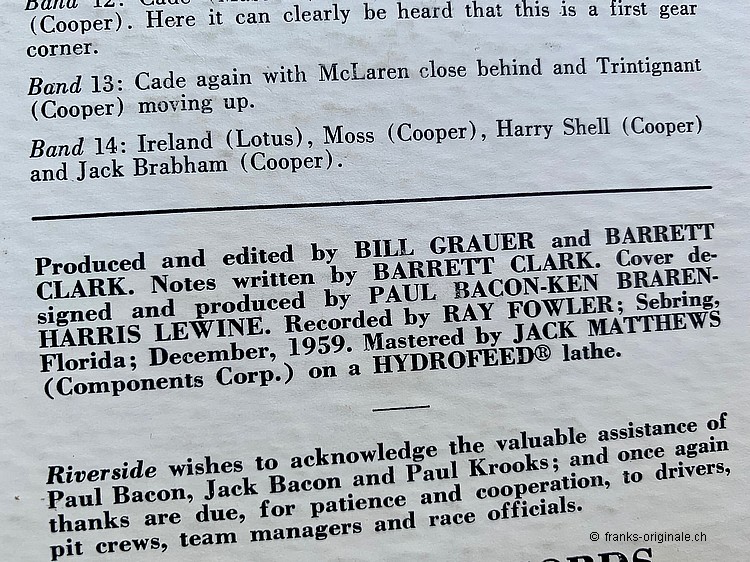 Band 12: Cade
(Cooper). Here it can clearly be heard that this is a first gear
corner.
Band 13: Cade again with McLaren close behind and Trintignant
(Cooper) moving up.
Band 14: Ireland (Lotus), Moss (Cooper), Harry Shell (Cooper)
and Jack Brabham (Cooper).
Produced and edited by BILL GRAUER and BARRETT
CLARK. Notes written by BARRETT CLARK. Cover de-
signed and produced by PAUL BACON-KEN BRAREN-
HARRIS LEWINE. Recorded by RAY FOWLER; Sebring,
Florida; December, 1959. Mastered by JACK MATTHEWS
(Components Corp.) on a HYDROFEED® lathe.
Riverside wishes to acknowledge the valuable assistance of
Paul Bacon, Jack Bacon and Paul Krooks; and once again
thanks are due, for patience and cooperation, to drivers,
pit crews, team managers and race officials.
© franks-originale.ch